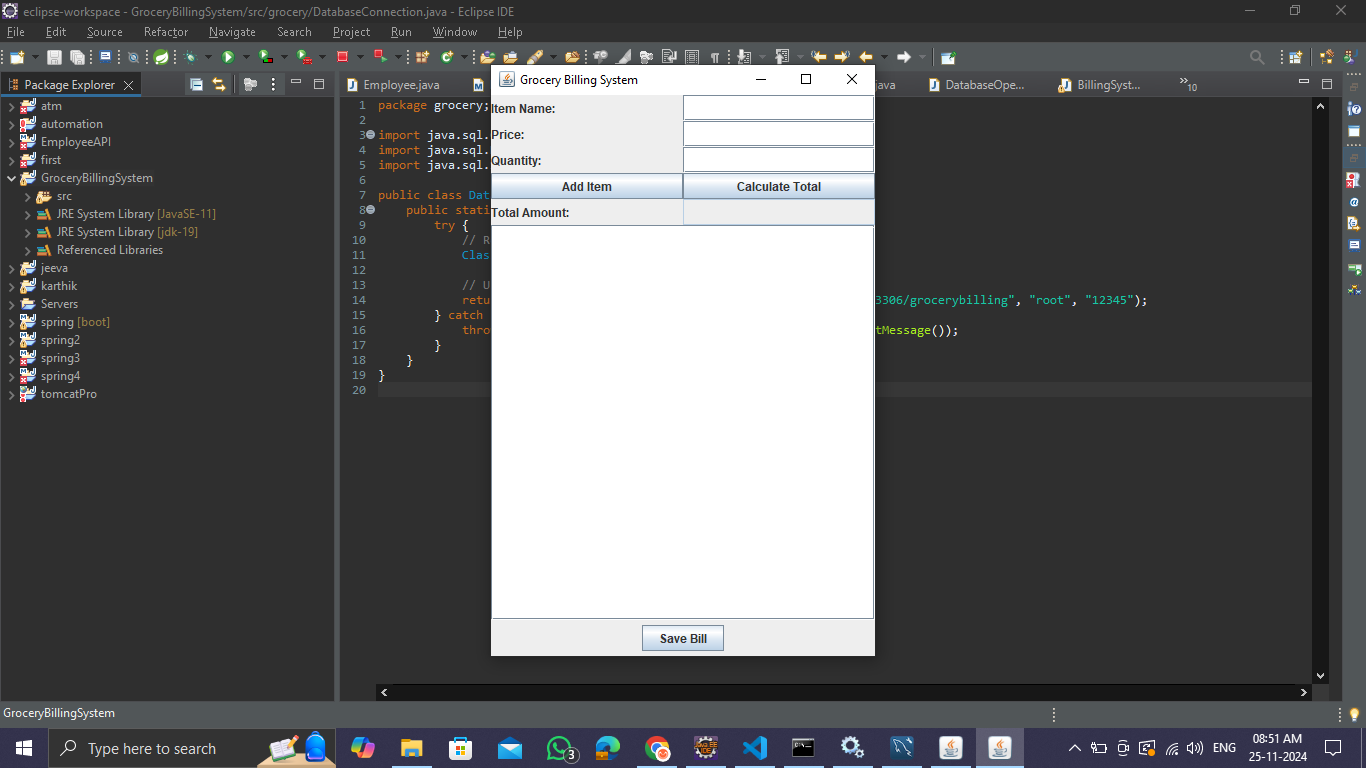 eclipse-workspace - GroceryBillingSystem/src/grocery/DatabaseConnection.java - Eclipse IDE
File Edit Source Refactor Navigate Search Project Run Window Help
Package Explorer
Employee.java
java
DatabaseOpe...
BillingSyst...
10
atm
automation
EmployeeAPI
first
GroceryBillingSystem
src
JRE System Library [JavaSE-11]
JRE System Library [jdk-19]
Referenced Libraries
jeeva
karthik
Servers
spring [boot]
spring2
spring3
spring4
tomcatPro
1 package grocery;
2
3 import java.sql.
4 import java.sql.
5 import java.sql.
6
7 public class Dat
8 public stati
9 try {
10 // R
11 Clas
12
13 // U
14 retu 3306/grocerybilling", "root", "12345");
15 } catch
16 thro tMessage());
17 }
18 }
19 }
20
Grocery Billing System
Item Name:
Price:
Quantity:
Add Item Calculate Total
Total Amount:
Save Bill
GroceryBillingSystem
Type here to search
3
ENG
08:51 AM
25-11-2024